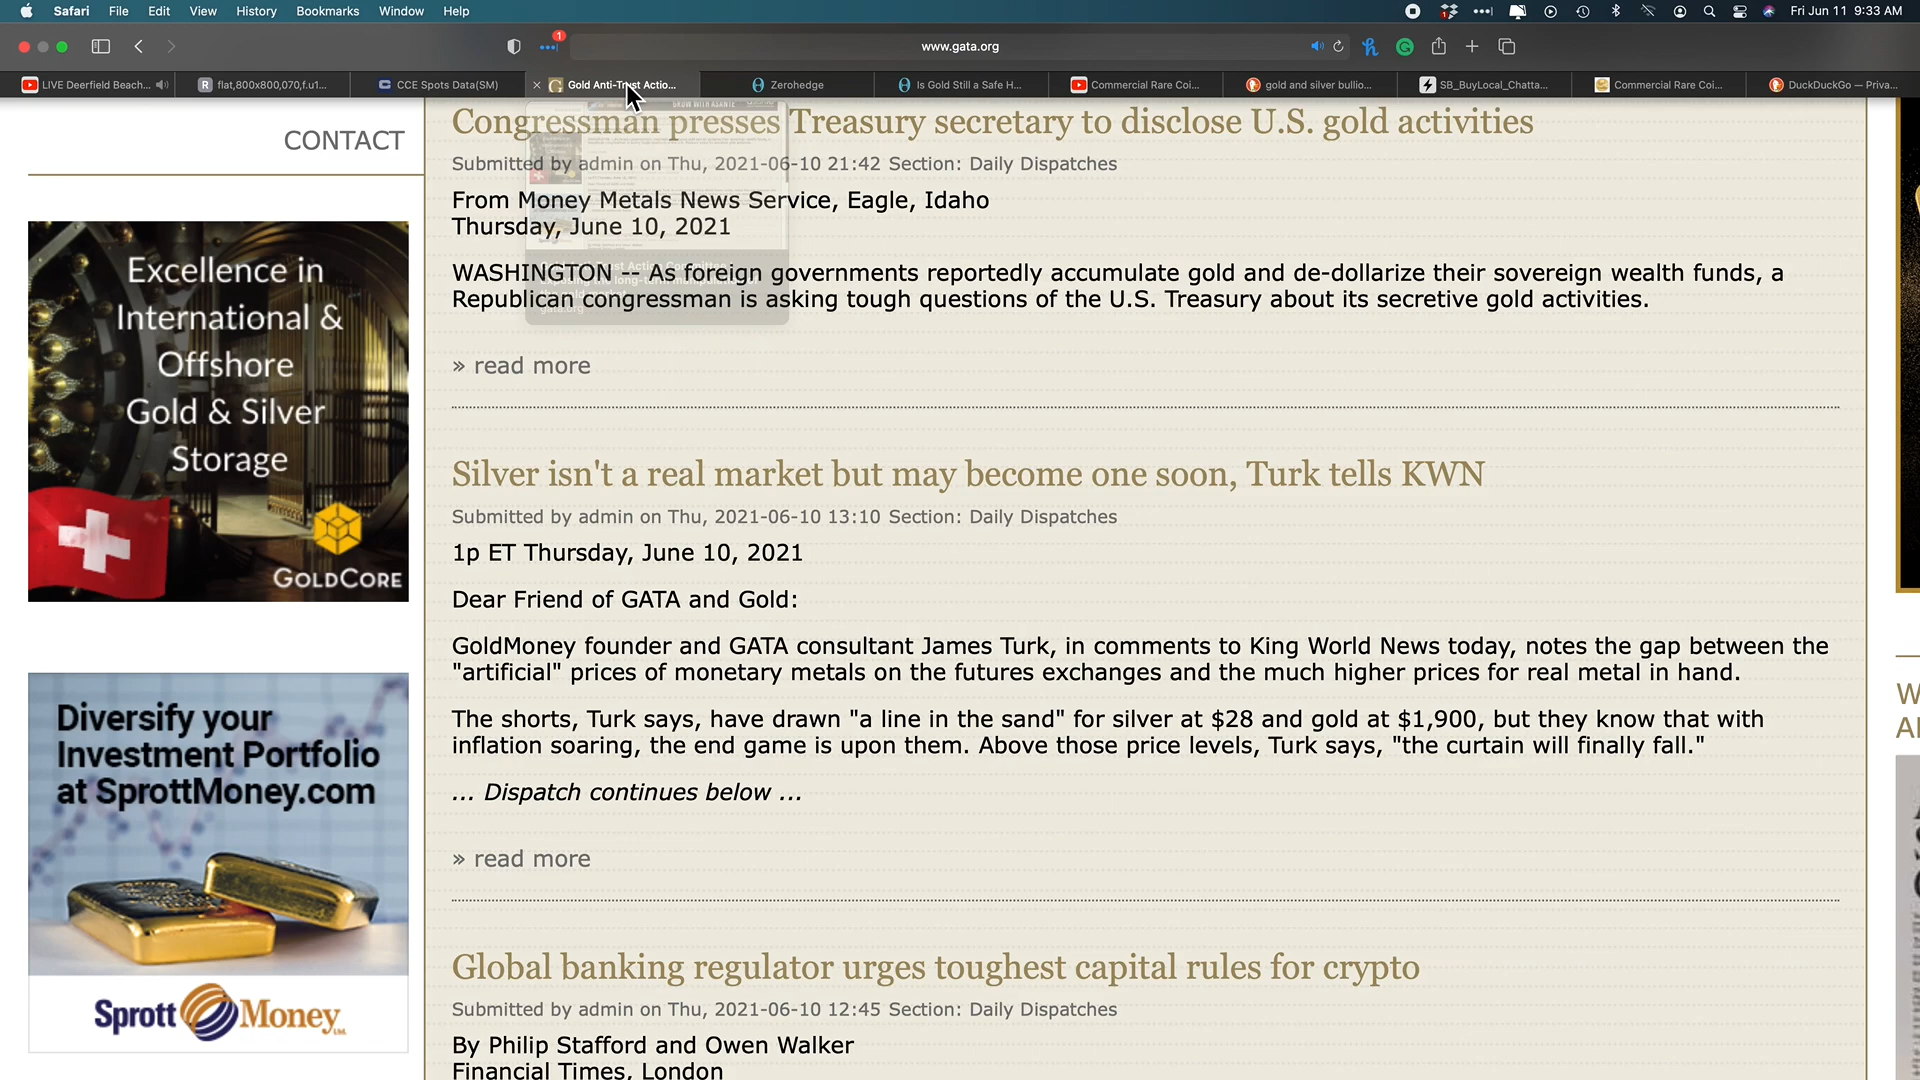 Safari File Edit View History Bookmarks Window Help
Fri Jun 11 9:33 AM
1
www.gata.org
LIVE Deerfield Beach...
flat,800x800,070,f.u1...
CCE Spots Data(SM)
Gold Anti-Trust Actio...
Zerohedge
Is Gold Still a Safe H...
Commercial Rare Coi...
gold and silver bullio...
SB_BuyLocal_Chatta...
Commercial Rare Coi...
DuckDuckGo — Priva...
CONTACT
Excellence in
International &
Offshore
Gold & Silver
Storage
GOLDCORE
Diversify your
Investment Portfolio
at SprottMoney.com
Sprott Money
Congressman presses Treasury secretary to disclose U.S. gold activities
Submitted by admin on Thu, 2021-06-10 21:42 Section: Daily Dispatches
From Money Metals News Service, Eagle, Idaho
Thursday, June 10, 2021
WASHINGTON -- As foreign governments reportedly accumulate gold and de-dollarize their sovereign wealth funds, a
Republican congressman is asking tough questions of the U.S. Treasury about its secretive gold activities.
gata.org
» read more
Silver isn't a real market but may become one soon, Turk tells KWN
Submitted by admin on Thu, 2021-06-10 13:10 Section: Daily Dispatches
1p ET Thursday, June 10, 2021
Dear Friend of GATA and Gold:
GoldMoney founder and GATA consultant James Turk, in comments to King World News today, notes the gap between the
"artificial" prices of monetary metals on the futures exchanges and the much higher prices for real metal in hand.
The shorts, Turk says, have drawn "a line in the sand" for silver at $28 and gold at $1,900, but they know that with
inflation soaring, the end game is upon them. Above those price levels, Turk says, "the curtain will finally fall."
... Dispatch continues below ...
» read more
Global banking regulator urges toughest capital rules for crypto
Submitted by admin on Thu, 2021-06-10 12:45 Section: Daily Dispatches
By Philip Stafford and Owen Walker
Financial Times, London